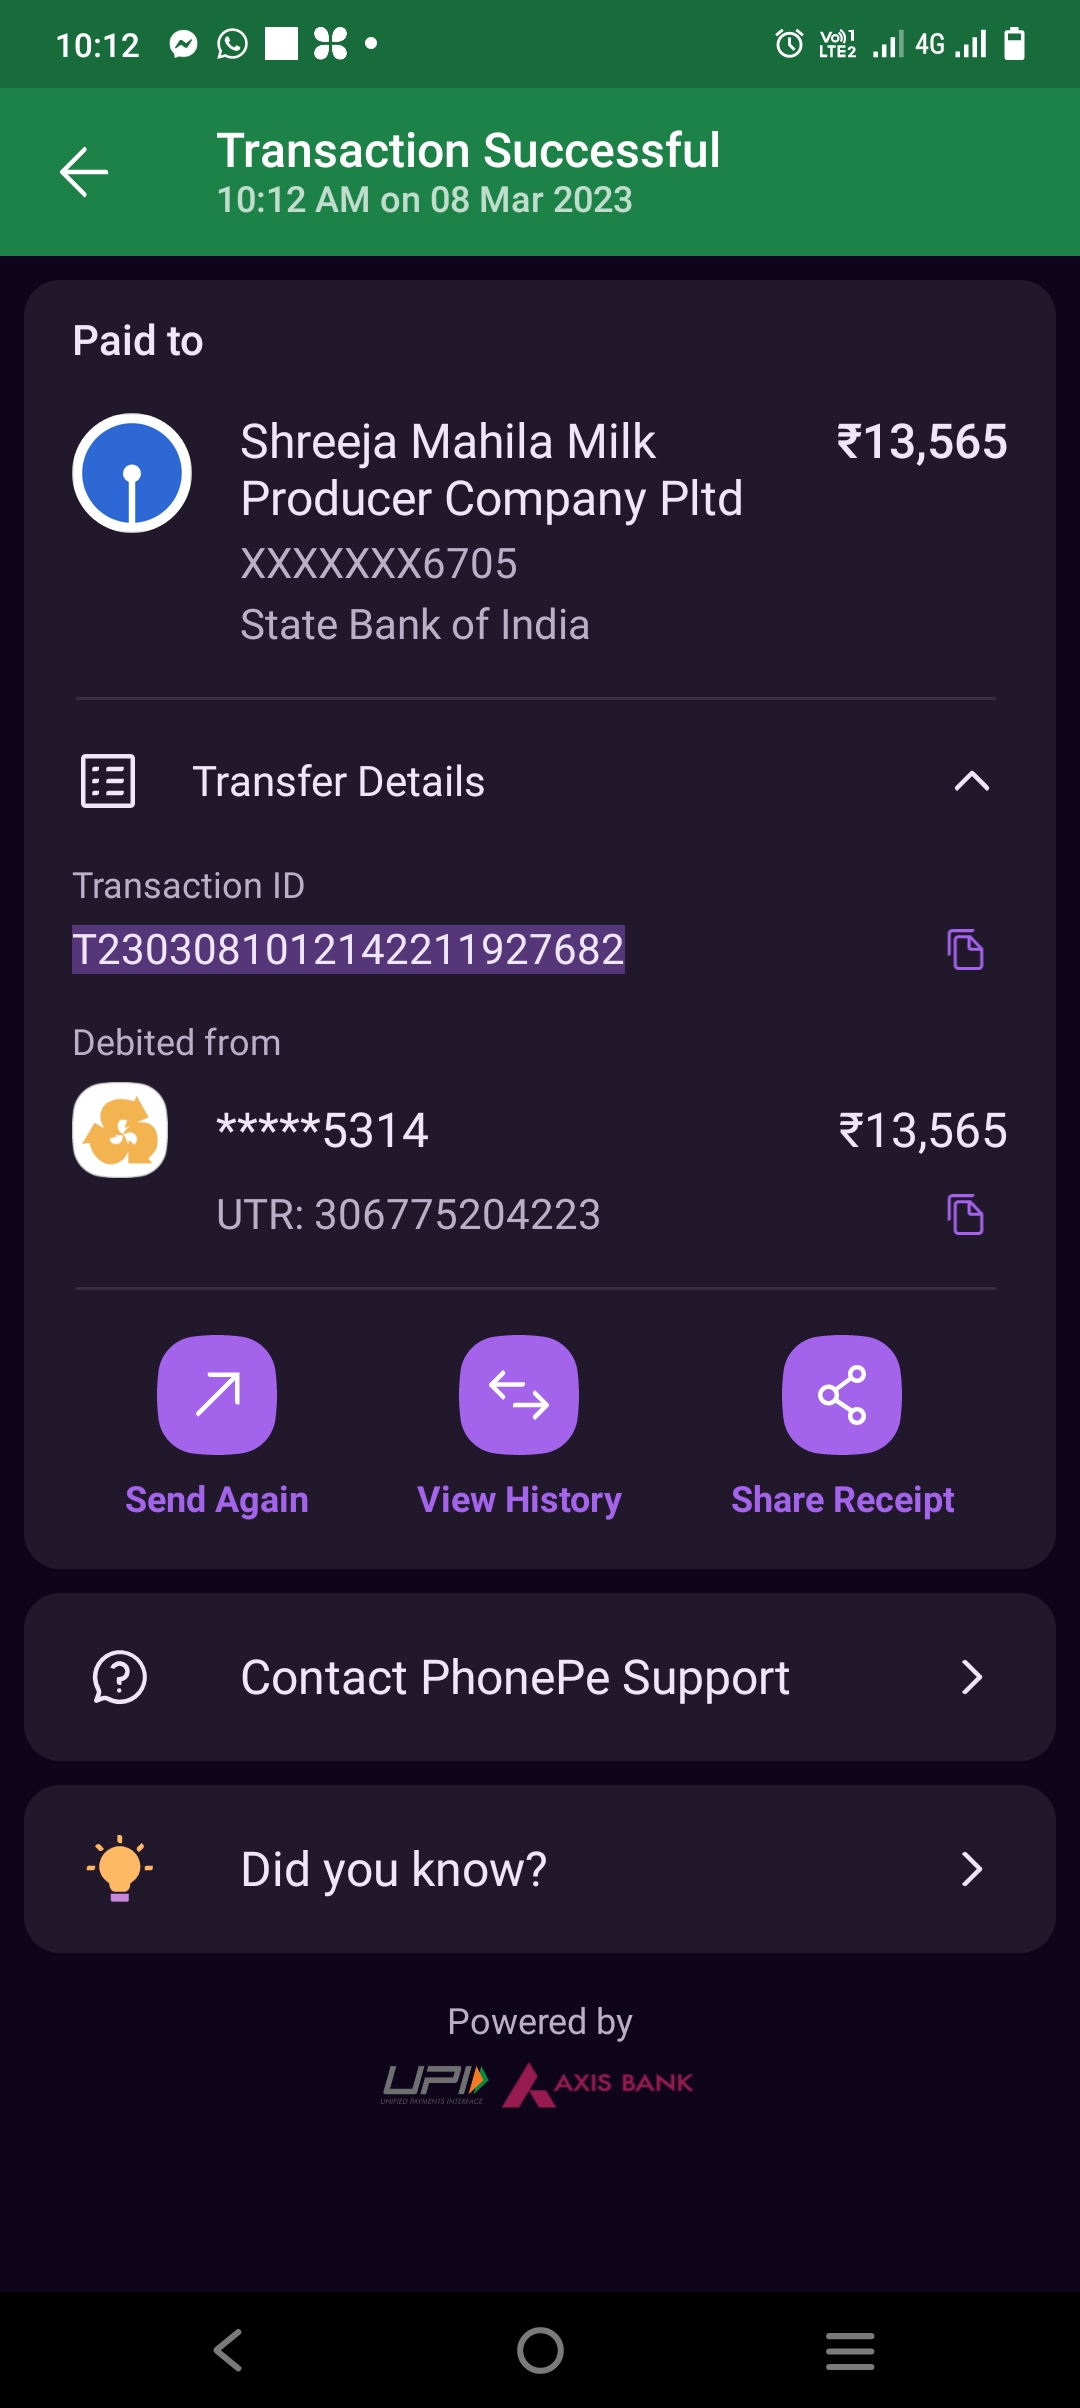 10:12
Vo))1
LTE2
4G
Transaction Successful
10:12 AM on 08 Mar 2023
Paid to
Shreeja Mahila Milk ₹13,565
Producer Company Pltd
XXXXXXX6705
State Bank of India
Transfer Details
Transaction ID
T2303081012142211927682
Debited from
*****5314 ₹13,565
UTR: 306775204223
Send Again View History Share Receipt
Contact PhonePe Support
Did you know?
Powered by
UPI AXIS BANK
UNIFIED PAYMENTS INTERFACE